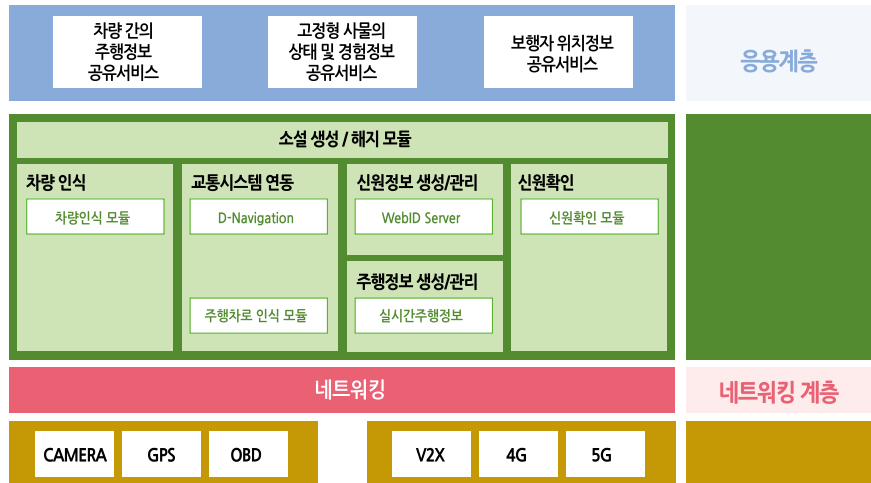 차량 간의
주행정보
공유서비스
고정형 사물의
상태 및 경험정보
공유서비스
보행자 위치정보
공유서비스
응용계층
소셜 생성 / 해지 모듈
차량 인식
차량인식 모듈
교통시스템 연동
D-Navigation
주행차로 인식 모듈
신원정보 생성/관리
WebID Server
주행정보 생성/관리
실시간주행정보
신원확인
신원확인 모듈
네트워킹
네트워킹 계층
CAMERA
GPS
OBD
V2X
4G
5G